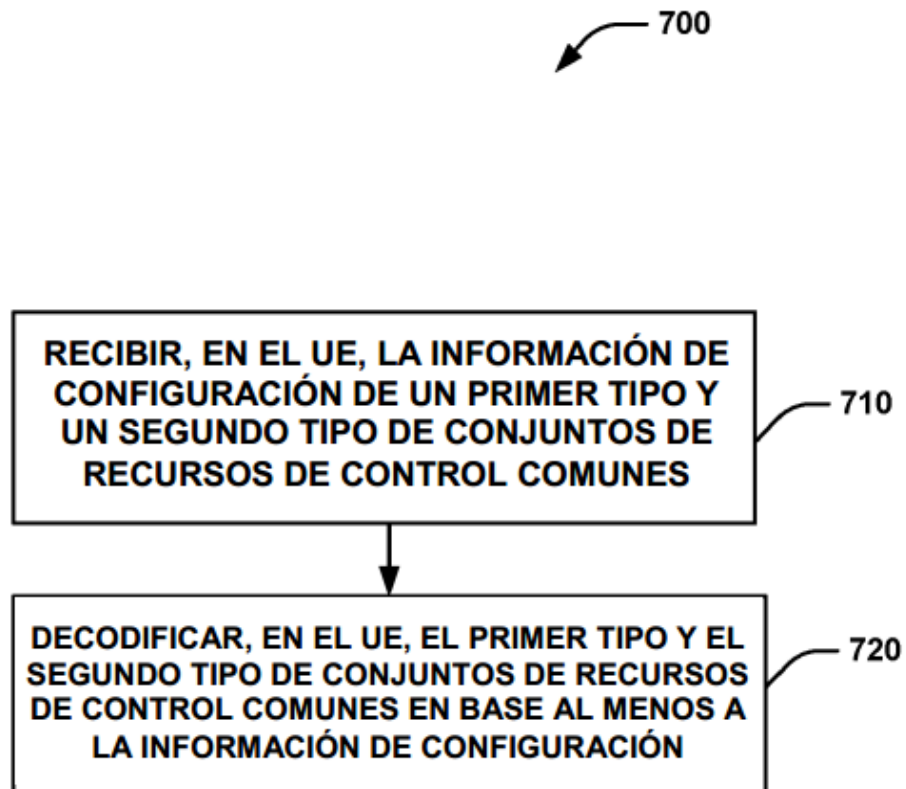 700
RECIBIR, EN EL UE, LA INFORMACIÓN DE
CONFIGURACIÓN DE UN PRIMER TIPO Y
UN SEGUNDO TIPO DE CONJUNTOS DE
RECURSOS DE CONTROL COMUNES
710
DECODIFICAR, EN EL UE, EL PRIMER TIPO Y EL
SEGUNDO TIPO DE CONJUNTOS DE RECURSOS
DE CONTROL COMUNES EN BASE AL MENOS A
LA INFORMACIÓN DE CONFIGURACIÓN
720